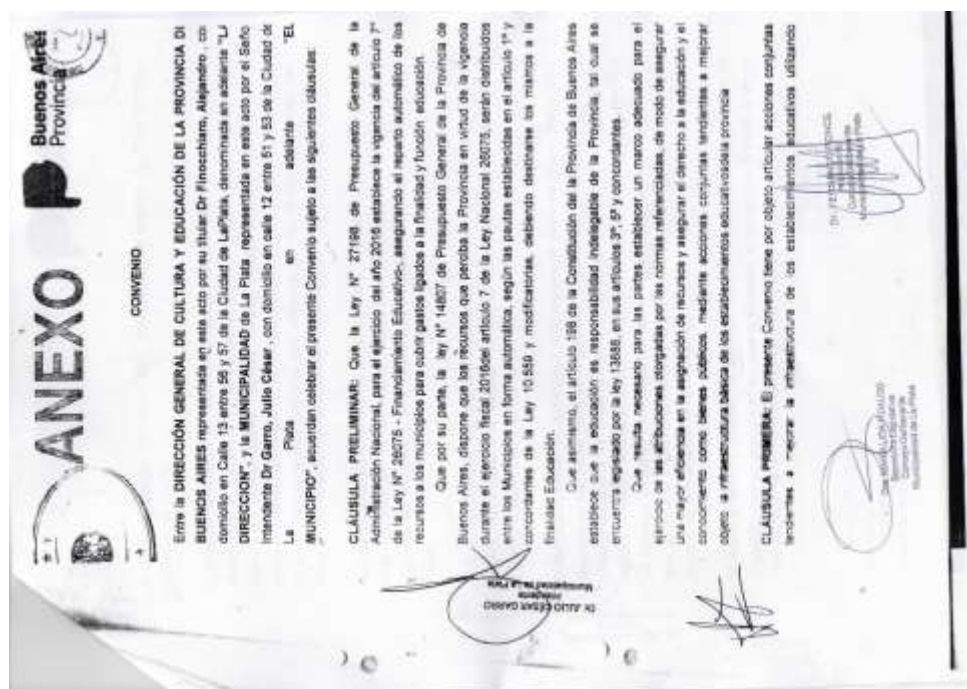 ANEXO
Buenos Aires
Provincia
CONVENIO
Entre la DIRECCIÓN GENERAL DE CULTURA Y EDUCACIÓN DE LA PROVINCIA DE
BUENOS AIRES representada en este acto por su titular Dr Finocchiaro, Alejandro , con
domicilio en Calle 13 entre 56 y 57 de la Ciudad de LaPlata, denominada en adelante "LA
DIRECCION", y la MUNICIPALIDAD de La Plata representada en este acto por el Señor
Intendente Dr Garro, Julio César , con domicilio en calle 12 entre 51 y 53 de la Ciudad de
La Plata en adelante "EL
MUNICIPIO", acuerdan celebrar el presente Convenio sujeto a las siguientes cláusulas:
CLÁUSULA PRELIMINAR: Que la Ley N° 27198 de Presupuesto General de la
Administración Nacional, para el ejercicio del año 2016 establece la vigencia del artículo 7°
de la Ley N° 26075 - Financiamiento Educativo-, asegurando el reparto automático de los
recursos a los municipios para cubrir gastos ligados a la finalidad y función educación.
Que por su parte, la ley N° 14807 de Presupuesto General de la Provincia de
Buenos Aires, dispone que los recursos que perciba la Provincia en virtud de la vigencia
durante el ejercicio fiscal 2016del artículo 7 de la Ley Nacional 26075, serán distribuidos
entre los Municipios en forma automática, según las pautas establecidas en el artículo 1º y
concordantes de la Ley 10.559 y modificatorias, debiendo destinarse los mismos a la
finalidad Educación.
Que asimismo, el artículo 198 de la Constitución del la Provincia de Buenos Aires
establece que la educación es responsabilidad indelegable de la Provincia, tal cual se
encuentra reglado por la ley 13688, en sus artículos 3º 5º y concordantes.
Que resulta necesario para las partes establecer un marco adecuado para el
ejercicio de las atribuciones otorgadas por las normas referenciadas, de modo de asegurar
una mayor eficiencia en la asignación de recursos y asegurar el derecho a la educación y el
conocimiento como bienes públicos, mediante acciones conjuntas tendientes a mejorar
objeto la infraestructura básica de los establecimientos educativosdela provincia
CLÁUSULA PRIMERA: El presente Convenio tiene por objeto articular acciones conjuntas
tendientes a mejorar la infraestructura de los establecimientos educativos utilizando
Dr. JULIO CESAR GARRO
Intendente
Municipalidad de La Plata